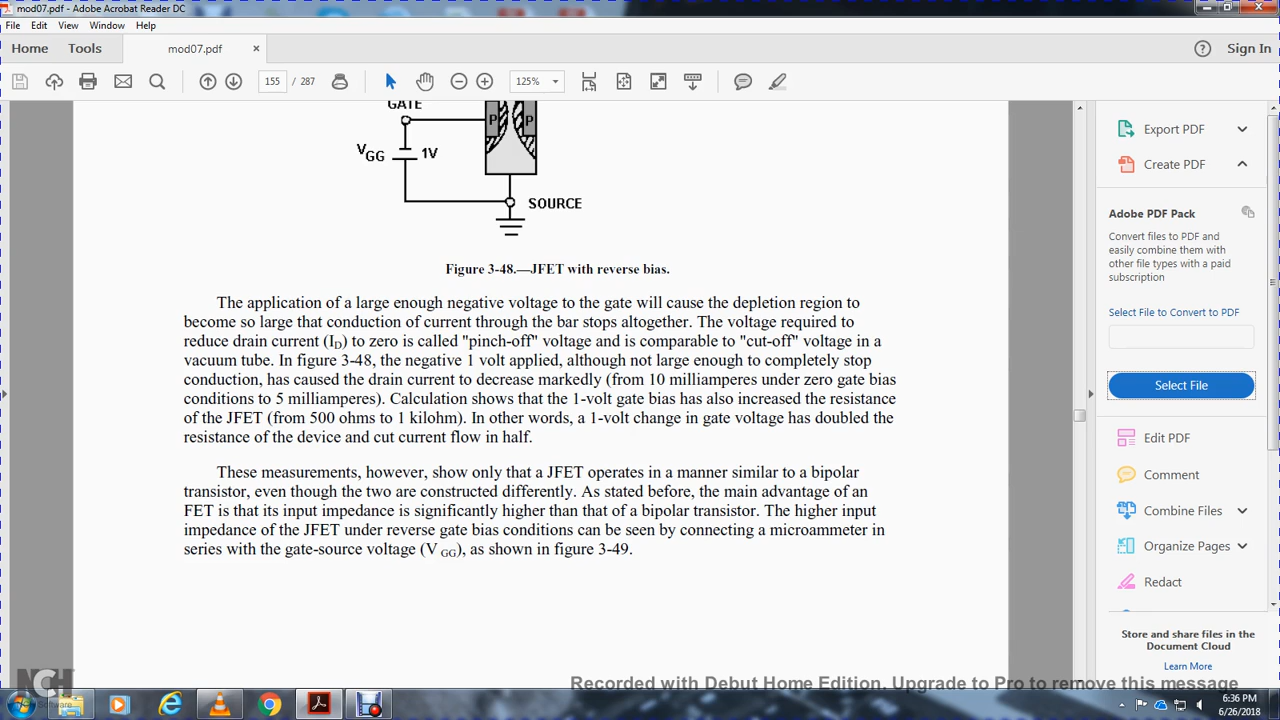 mod07.pdf - Adobe Acrobat Reader DC
File Edit View Window Help
Home Tools mod07.pdf × Sign In
155 / 287 125%
GATE
P P
VGG 1V
SOURCE
Figure 3-48.—JFET with reverse bias.
The application of a large enough negative voltage to the gate will cause the depletion region to
become so large that conduction of current through the bar stops altogether. The voltage required to
reduce drain current (ID) to zero is called "pinch-off" voltage and is comparable to "cut-off" voltage in a
vacuum tube. In figure 3-48, the negative 1 volt applied, although not large enough to completely stop
conduction, has caused the drain current to decrease markedly (from 10 milliamperes under zero gate bias
conditions to 5 milliamperes). Calculation shows that the 1-volt gate bias has also increased the resistance
of the JFET (from 500 ohms to 1 kilohm). In other words, a 1-volt change in gate voltage has doubled the
resistance of the device and cut current flow in half.
These measurements, however, show only that a JFET operates in a manner similar to a bipolar
transistor, even though the two are constructed differently. As stated before, the main advantage of an
FET is that its input impedance is significantly higher than that of a bipolar transistor. The higher input
impedance of the JFET under reverse gate bias conditions can be seen by connecting a microammeter in
series with the gate-source voltage (V GG), as shown in figure 3-49.
Export PDF
Create PDF
Adobe PDF Pack
Convert files to PDF and
easily combine them with
other file types with a paid
subscription
Select File to Convert to PDF
Select File
Edit PDF
Comment
Combine Files
Organize Pages
Redact
Store and share files in the
Document Cloud
Learn More
NCH
Software
Recorded with Debut Home Edition. Upgrade to Pro to remove this message
6:36 PM
6/26/2018